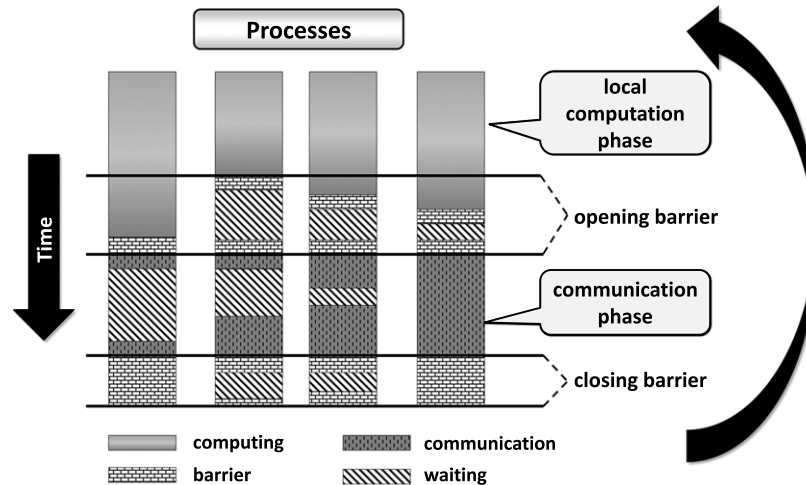 Processes
local
computation
phase
Time
opening barrier
communication
phase
closing barrier
computing
communication
barrier
waiting